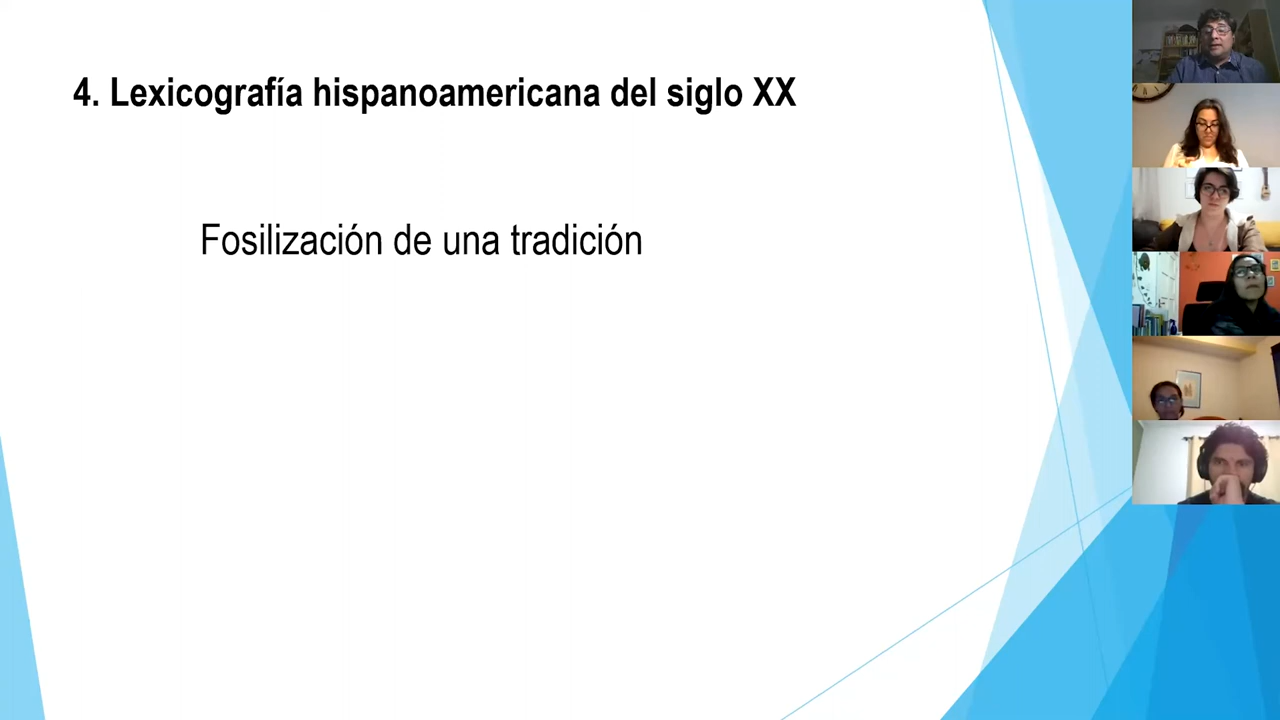 4. Lexicografía hispanoamericana del siglo XX
Fosilización de una tradición